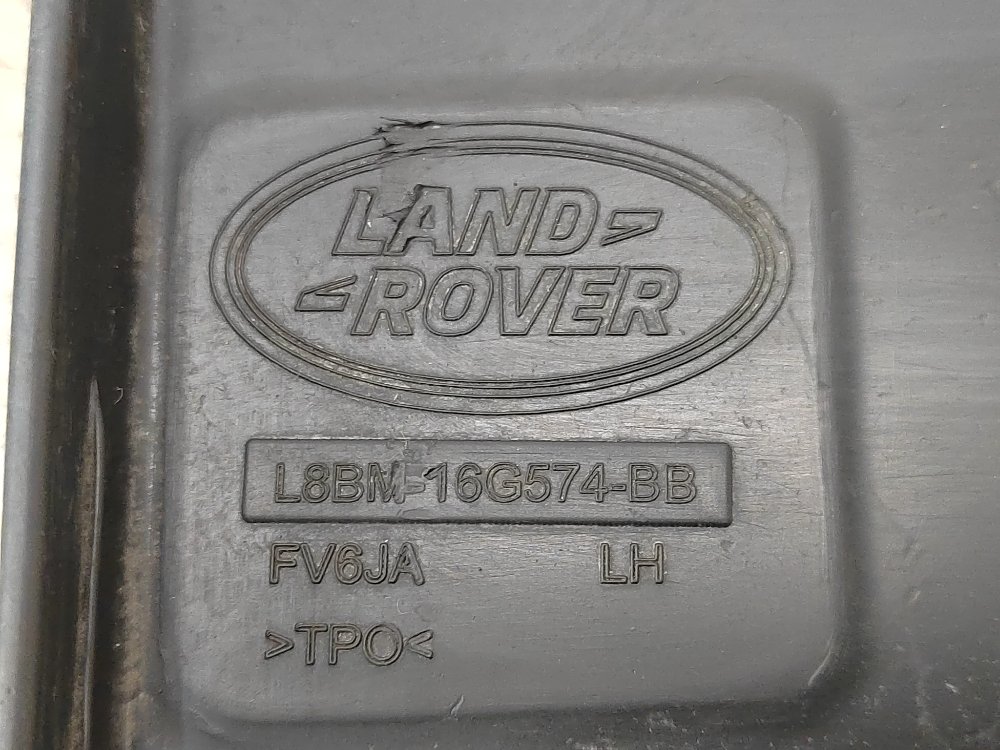 LAND
ROVER
L8BM-16G574-BB
FV6JA LH
>TPO<